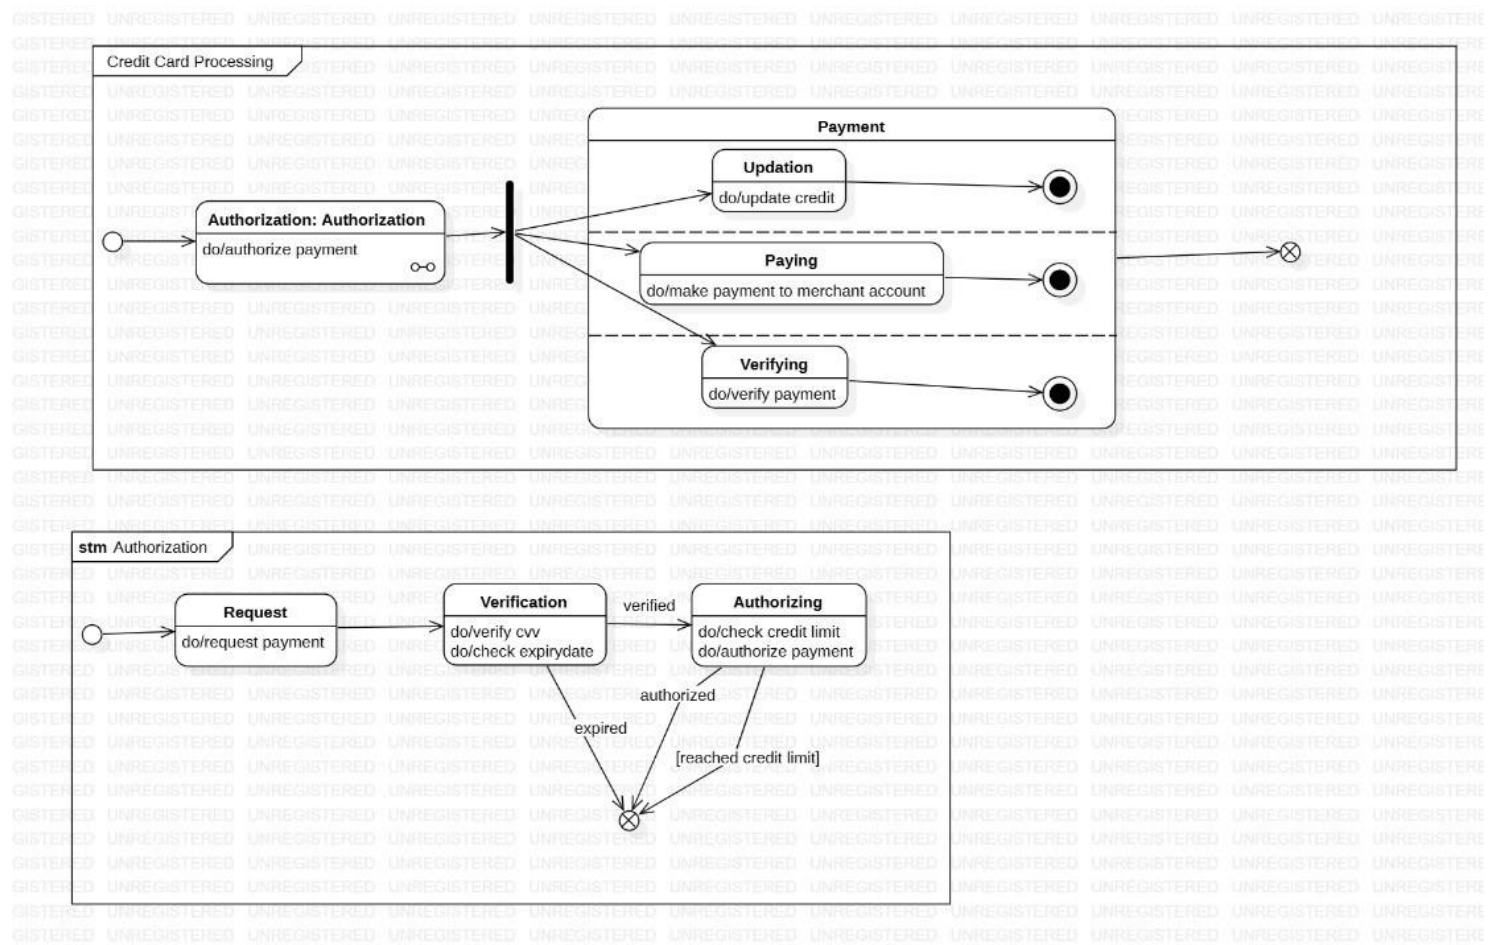 Credit Card Processing
Payment
Updation
do/update credit
Authorization: Authorization
do/authorize payment
Paying
do/make payment to merchant account
Verifying
do/verify payment
stm Authorization
Request
do/request payment
Verification
do/verify cvv
do/check expirydate
verified
Authorizing
do/check credit limit
do/authorize payment
authorized
expired
[reached credit limit]
UNREGISTERED